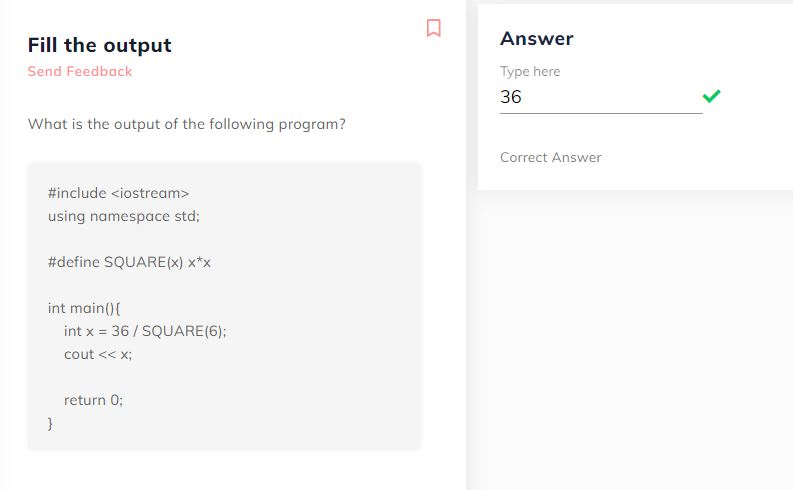 Fill the output
Send Feedback
What is the output of the following program?
#include <iostream>
using namespace std;
#define SQUARE(x) x*x
int main(){
int x = 36 / SQUARE(6);
cout << x;
return 0;
}
Answer
Type here
36
Correct Answer